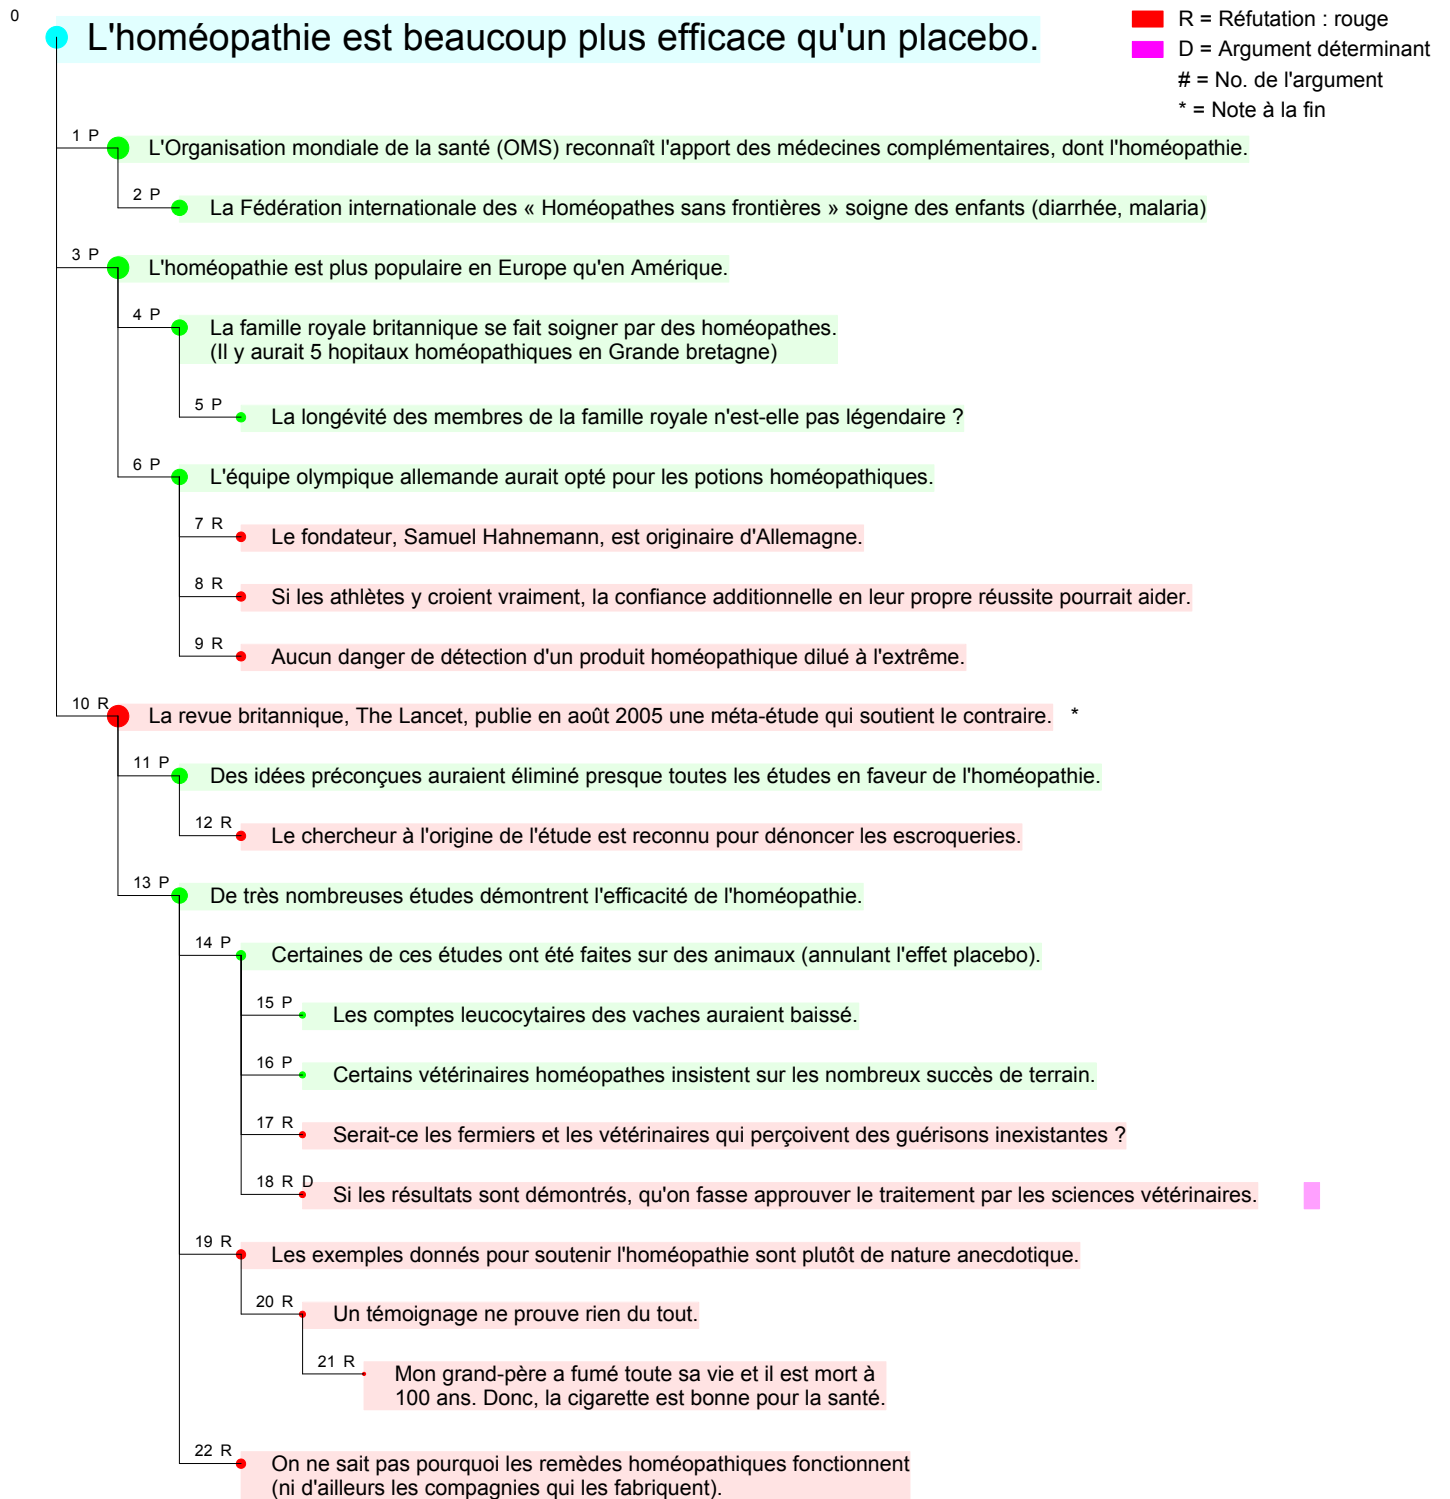 0
L'homéopathie est beaucoup plus efficace qu'un placebo.
R = Réfutation : rouge
D = Argument déterminant
# = No. de l'argument
* = Note à la fin
1 P
L'Organisation mondiale de la santé (OMS) reconnaît l'apport des médecines complémentaires, dont l'homéopathie.
2 P
La Fédération internationale des « Homéopathes sans frontières » soigne des enfants (diarrhée, malaria)
3 P
L'homéopathie est plus populaire en Europe qu'en Amérique.
4 P
La famille royale britannique se fait soigner par des homéopathes.
(Il y aurait 5 hopitaux homéopathiques en Grande bretagne)
5 P
La longévité des membres de la famille royale n'est-elle pas légendaire ?
6 P
L'équipe olympique allemande aurait opté pour les potions homéopathiques.
7 R
Le fondateur, Samuel Hahnemann, est originaire d'Allemagne.
8 R
Si les athlètes y croient vraiment, la confiance additionnelle en leur propre réussite pourrait aider.
9 R
Aucun danger de détection d'un produit homéopathique dilué à l'extrême.
10 R
La revue britannique, The Lancet, publie en août 2005 une méta-étude qui soutient le contraire. *
11 P
Des idées préconçues auraient éliminé presque toutes les études en faveur de l'homéopathie.
12 R
Le chercheur à l'origine de l'étude est reconnu pour dénoncer les escroqueries.
13 P
De très nombreuses études démontrent l'efficacité de l'homéopathie.
14 P
Certaines de ces études ont été faites sur des animaux (annulant l'effet placebo).
15 P
Les comptes leucocytaires des vaches auraient baissé.
16 P
Certains vétérinaires homéopathes insistent sur les nombreux succès de terrain.
17 R
Serait-ce les fermiers et les vétérinaires qui perçoivent des guérisons inexistantes ?
18 R D
Si les résultats sont démontrés, qu'on fasse approuver le traitement par les sciences vétérinaires.
19 R
Les exemples donnés pour soutenir l'homéopathie sont plutôt de nature anecdotique.
20 R
Un témoignage ne prouve rien du tout.
21 R
Mon grand-père a fumé toute sa vie et il est mort à
100 ans. Donc, la cigarette est bonne pour la santé.
22 R
On ne sait pas pourquoi les remèdes homéopathiques fonctionnent
(ni d'ailleurs les compagnies qui les fabriquent).